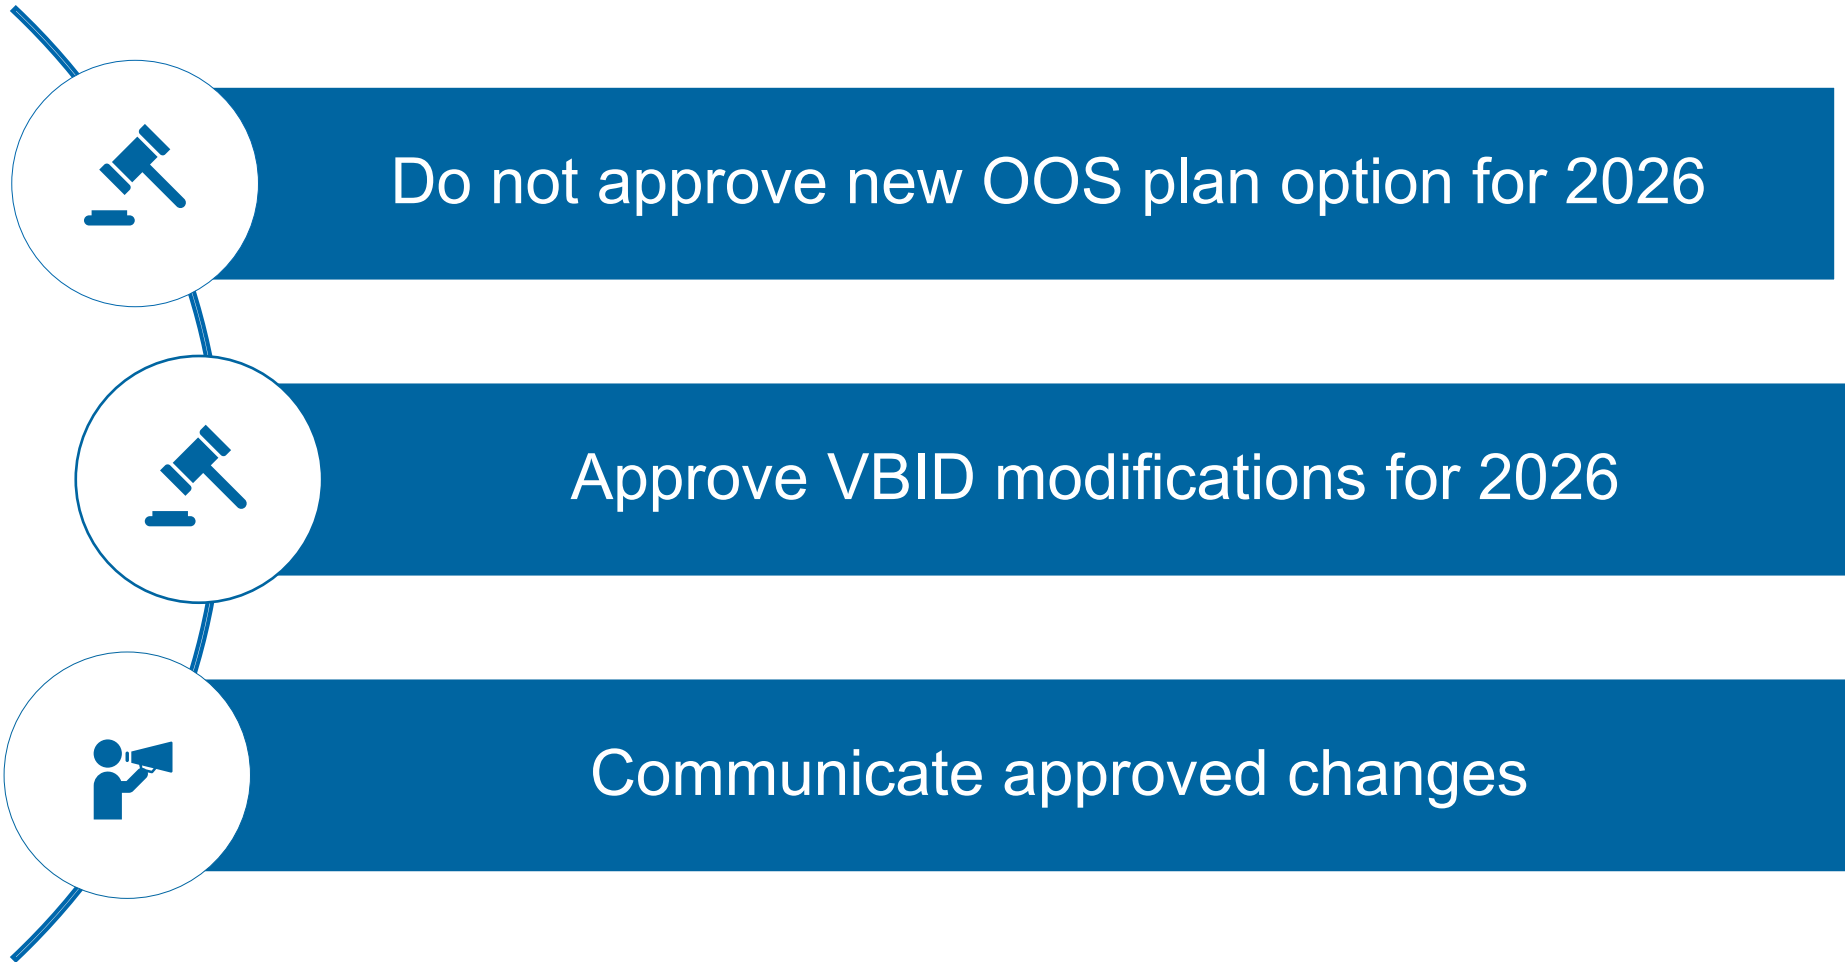 Do not approve new OOS plan option for 2026
Approve VBID modifications for 2026
Communicate approved changes